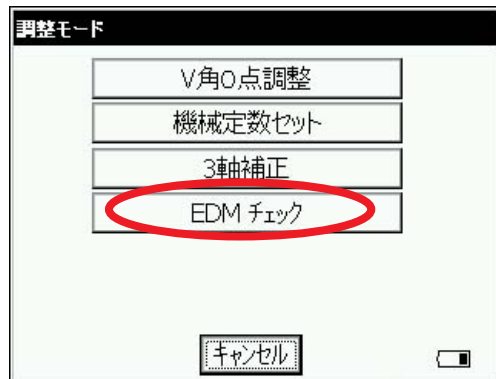 調整モード
V角0点調整
機械定数セット
3軸補正
EDM チェック
キャンセル